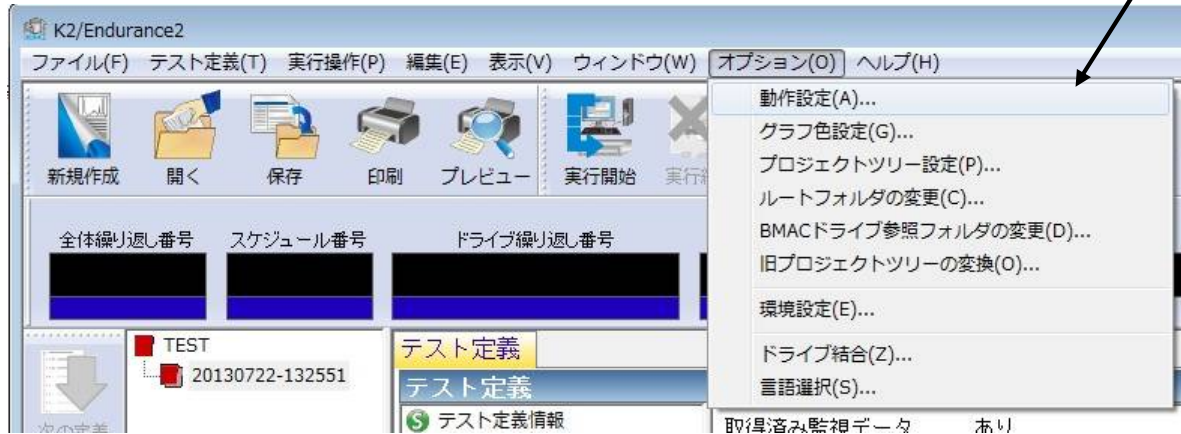 K2/Endurance2
ファイル(F) テスト定義(T) 実行操作(P) 編集(E) 表示(V) ウィンドウ(W) オプション(O) ヘルプ(H)
動作設定(A)...
グラフ色設定(G)...
プロジェクトツリー設定(P)...
ルートフォルダの変更(C)...
BMACドライブ参照フォルダの変更(D)...
旧プロジェクトツリーの変換(O)...
環境設定(E)...
ドライブ結合(Z)...
言語選択(S)...
新規作成 開く 保存 印刷 プレビュー 実行開始 実行
全体繰り返し番号 スケジュール番号 ドライブ繰り返し番号
TEST
20130722-132551
テスト定義
テスト定義
S テスト定義情報
次の定義
取得済み監視データ あり